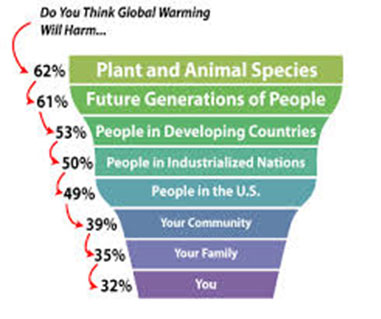 Do You Think Global Warming
Will Harm...
62% Plant and Animal Species
61% Future Generations of People
53% People in Developing Countries
50% People in Industrialized Nations
49% People in the U.S.
39% Your Community
35% Your Family
32% You